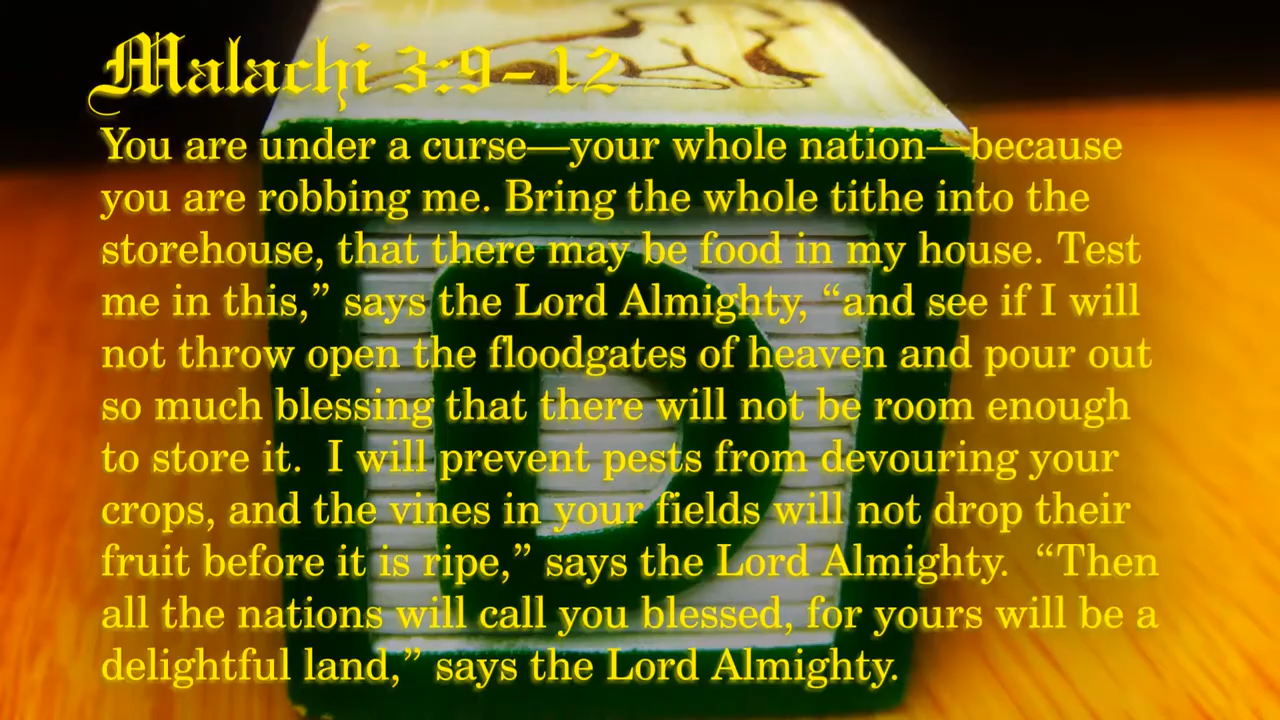 Malachi 3:9-12
You are under a curse—your whole nation—because
you are robbing me. Bring the whole tithe into the
storehouse, that there may be food in my house. Test
me in this,” says the Lord Almighty, “and see if I will
not throw open the floodgates of heaven and pour out
so much blessing that there will not be room enough
to store it.  I will prevent pests from devouring your
crops, and the vines in your fields will not drop their
fruit before it is ripe,” says the Lord Almighty.  “Then
all the nations will call you blessed, for yours will be a
delightful land,” says the Lord Almighty.
D